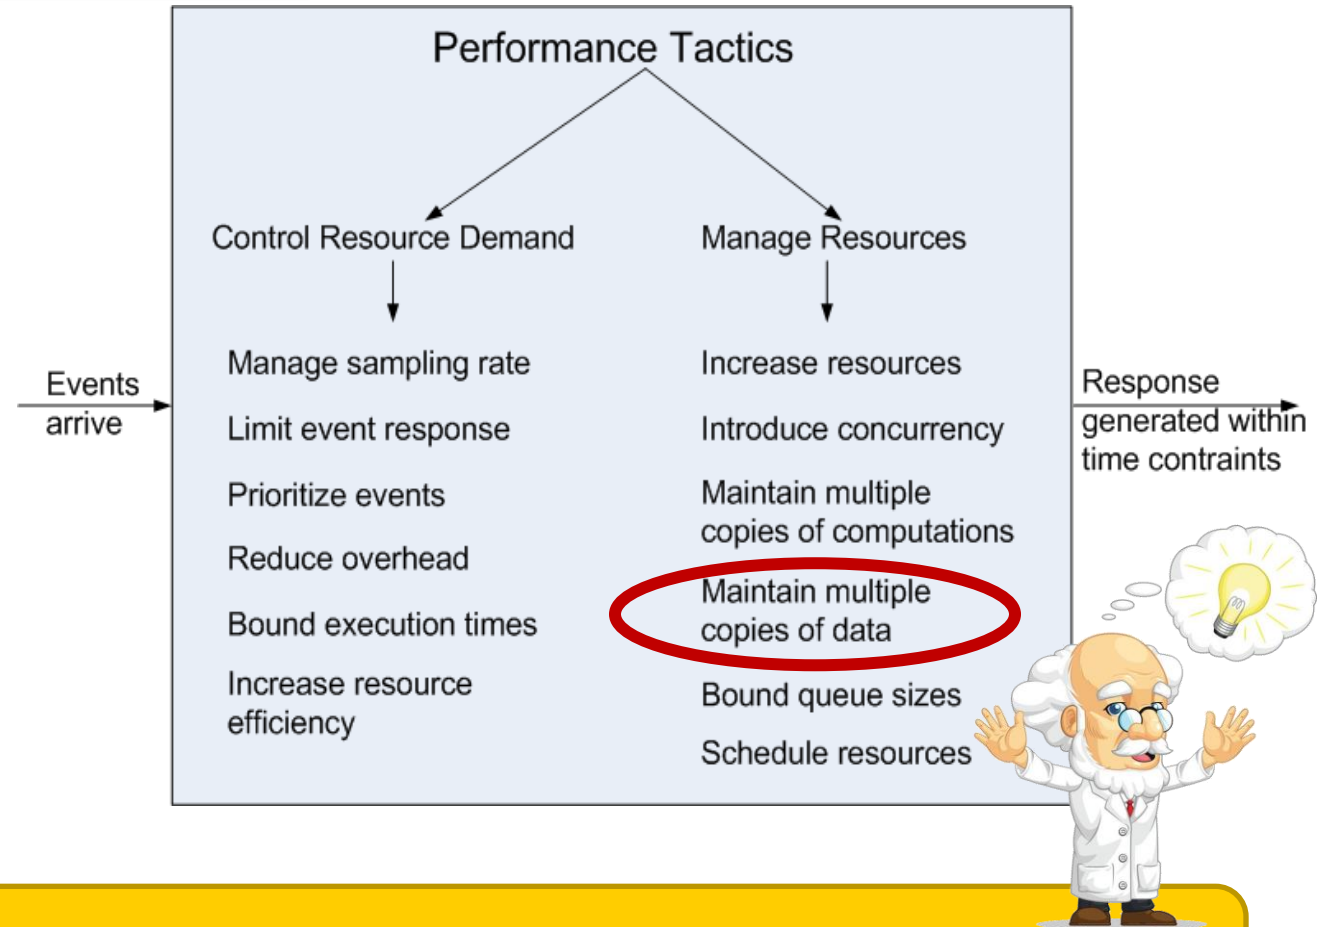 Performance Tactics
Control Resource Demand
Manage sampling rate
Limit event response
Prioritize events
Reduce overhead
Bound execution times
Increase resource
efficiency
Manage Resources
Increase resources
Introduce concurrency
Maintain multiple
copies of computations
Maintain multiple
copies of data
Bound queue sizes
Schedule resources
Events
arrive
Response
generated within
time contraints